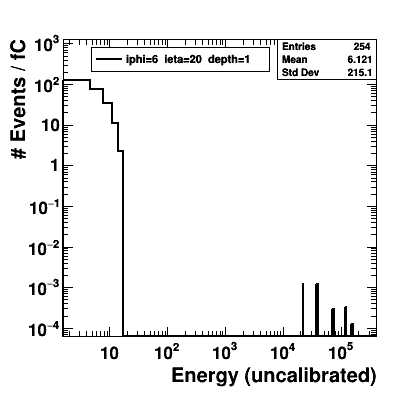 Entries 254
Mean 6.121
Std Dev 215.1
iphi=6 ieta=20 depth=1
# Events / fC
10³
10²
10
1
10⁻¹
10⁻²
10⁻³
10⁻⁴
10 10² 10³ 10⁴ 10⁵
Energy (uncalibrated)